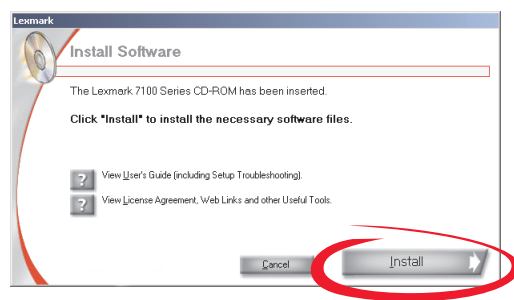 Lexmark
Install Software
The Lexmark 7100 Series CD-ROM has been inserted.
Click "Install" to install the necessary software files.
? View User's Guide (including Setup Troubleshooting).
? View License Agreement, Web Links and other Useful Tools.
Cancel
Install